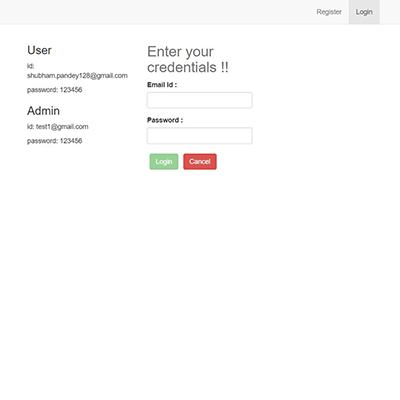 Register Login
User
Id:
shubham.pandey128@gmail.com
password: 123456
Admin
id: test1@gmail.com
password: 123456
Enter your
credentials !!
Email Id :
Password :
Login Cancel